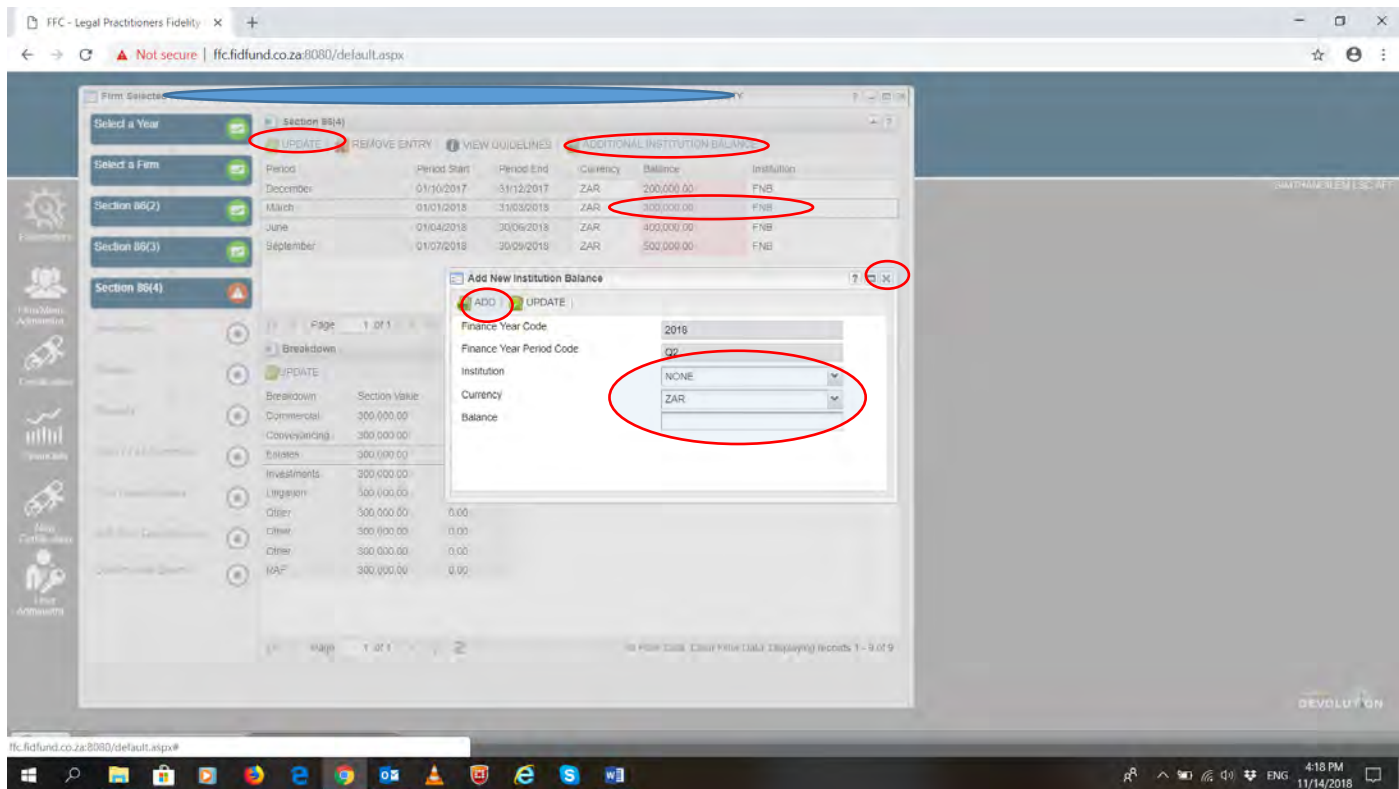 FFC - Legal Practitioners Fidelity
Not secure | ffc.fidfund.co.za:8080/default.aspx
Firm Selected
Select a Year
Section 86(4)
UPDATE REMOVE ENTRY VIEW GUIDELINES ADDITIONAL INSTITUTION BALANCE
Select a Firm
Period Period Start Period End Currency Balance Institution
December 01/10/2017 31/12/2017 ZAR 200,000.00 FNB
Section 86(2)
March 01/01/2018 31/03/2018 ZAR 300,000.00 FNB
June 01/04/2018 30/06/2018 ZAR 400,000.00 FNB
Section 86(3)
September 01/07/2018 30/09/2018 ZAR 500,000.00 FNB
Section 86(4)
Add New Institution Balance
ADD UPDATE
Finance Year Code 2018
Finance Year Period Code Q2
Institution NONE
Currency ZAR
Balance
Page 1 of 1
Breakdown
UPDATE
Breakdown Section Value
Commercial 300,000.00
Conveyancing 300,000.00
Estates 300,000.00
Investments 300,000.00
Litigation 300,000.00
Other 300,000.00 0.00
Other 300,000.00 0.00
Other 300,000.00 0.00
RAF 300,000.00 0.00
Page 1 of 1
Displaying records 1 - 9 of 9
DEVOLUTION
ffc.fidfund.co.za:8080/default.aspx#
ENG
4:18 PM
11/14/2018